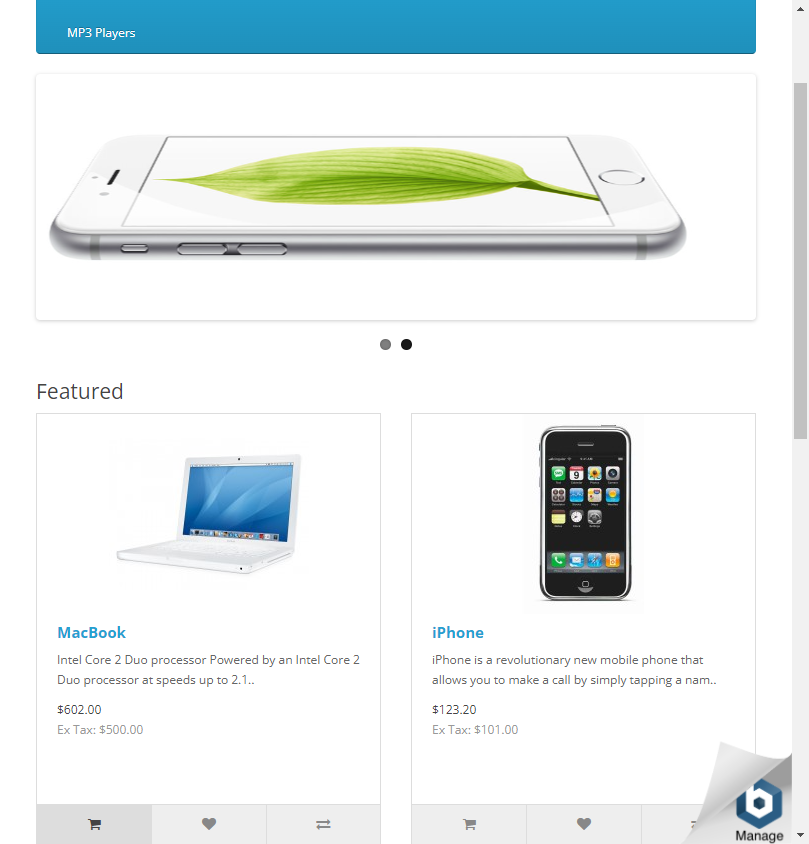 MP3 Players
Featured
MacBook
Intel Core 2 Duo processor Powered by an Intel Core 2
Duo processor at speeds up to 2.1..
$602.00
Ex Tax: $500.00
iPhone
iPhone is a revolutionary new mobile phone that
allows you to make a call by simply tapping a nam..
$123.20
Ex Tax: $101.00
b
Manage